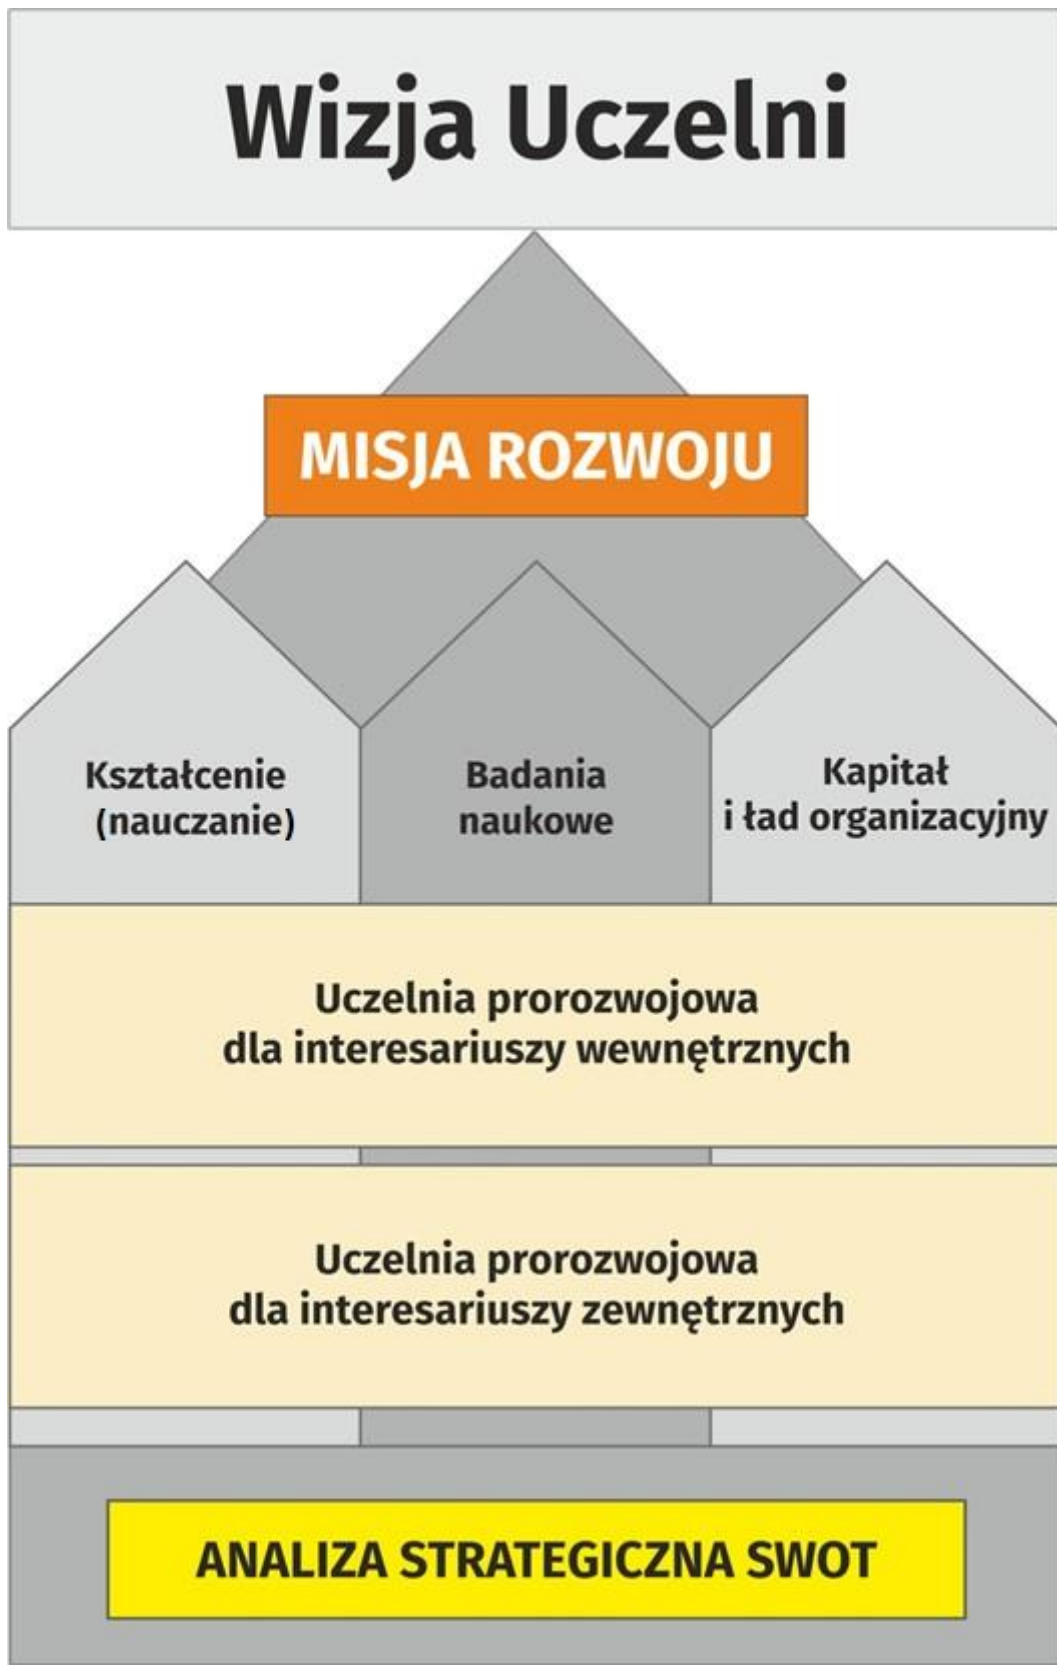 Wizja Uczelni
MISJA ROZWOJU
Kształcenie
(nauczanie)
Badania
naukowe
Kapitał
i ład organizacyjny
Uczelnia prorozwojowa
dla interesariuszy wewnętrznych
Uczelnia prorozwojowa
dla interesariuszy zewnętrznych
ANALIZA STRATEGICZNA SWOT